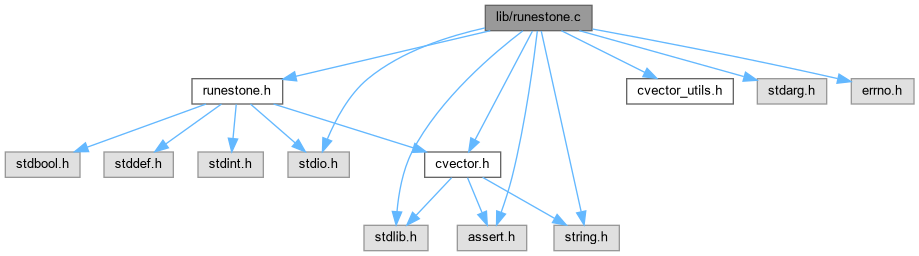 lib/runestone.c
runestone.h
cvector_utils.h
stdarg.h
errno.h
stdbool.h
stddef.h
stdint.h
stdio.h
cvector.h
stdlib.h
assert.h
string.h